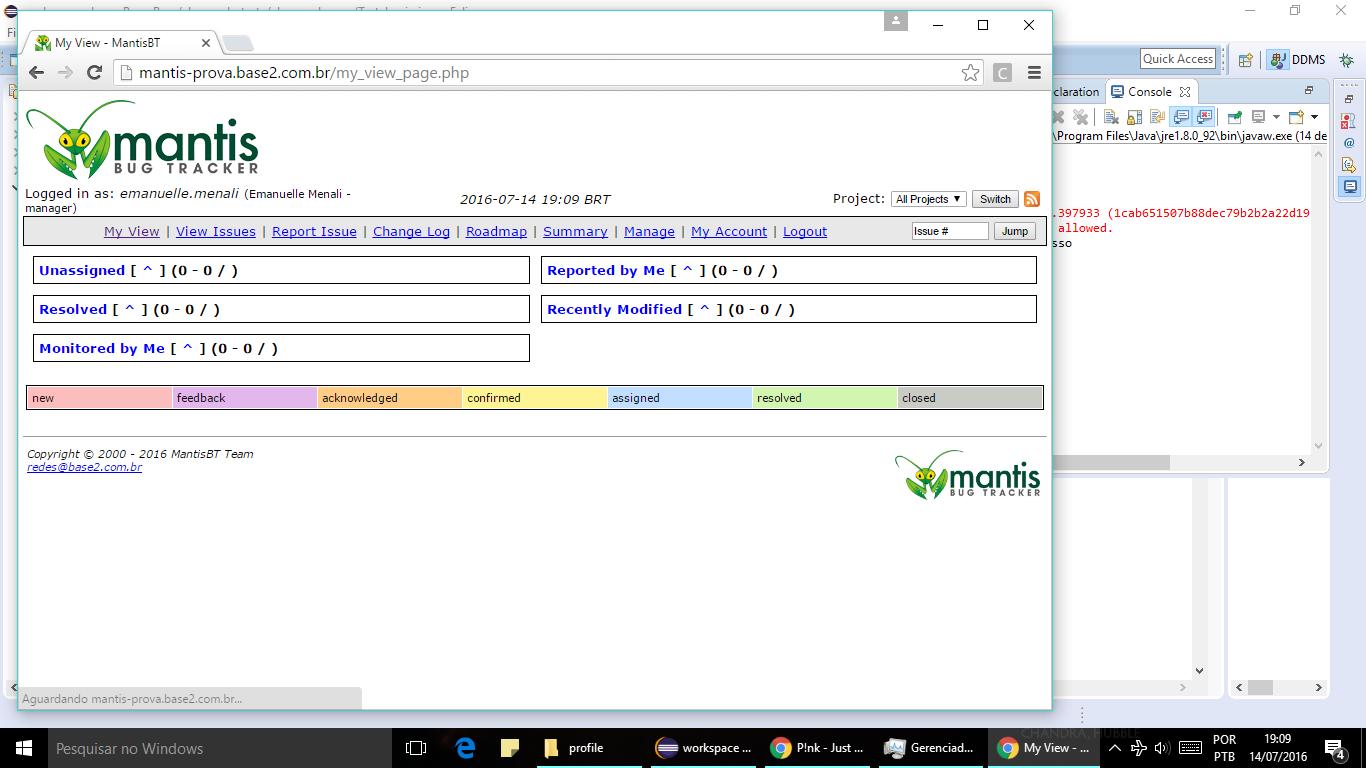 My View - MantisBT
mantis-prova.base2.com.br/my_view_page.php
mantis
BUG TRACKER
Logged in as: emanuelle.menali (Emanuelle Menali - manager)
2016-07-14 19:09 BRT
Project: All Projects Switch
My View | View Issues | Report Issue | Change Log | Roadmap | Summary | Manage | My Account | Logout
Issue # Jump
Unassigned [ ^ ] (0 - 0 / )
Reported by Me [ ^ ] (0 - 0 / )
Resolved [ ^ ] (0 - 0 / )
Recently Modified [ ^ ] (0 - 0 / )
Monitored by Me [ ^ ] (0 - 0 / )
new feedback acknowledged confirmed assigned resolved closed
Copyright © 2000 - 2016 MantisBT Team
redes@base2.com.br
mantis
BUG TRACKER
Aguardando mantis-prova.base2.com.br...
Quick Access
DDMS
claration Console
\Program Files\Java\jre1.8.0_92\bin\javaw.exe (14 de
.397933 (1cab651507b88dec79b2b2a22d19
allowed.
sso
Pesquisar no Windows
profile
workspace ...
P!nk - Just ...
Gerenciad...
My View - ...
CHANDRA, HUBBLE
POR
PTB
19:09
14/07/2016
4